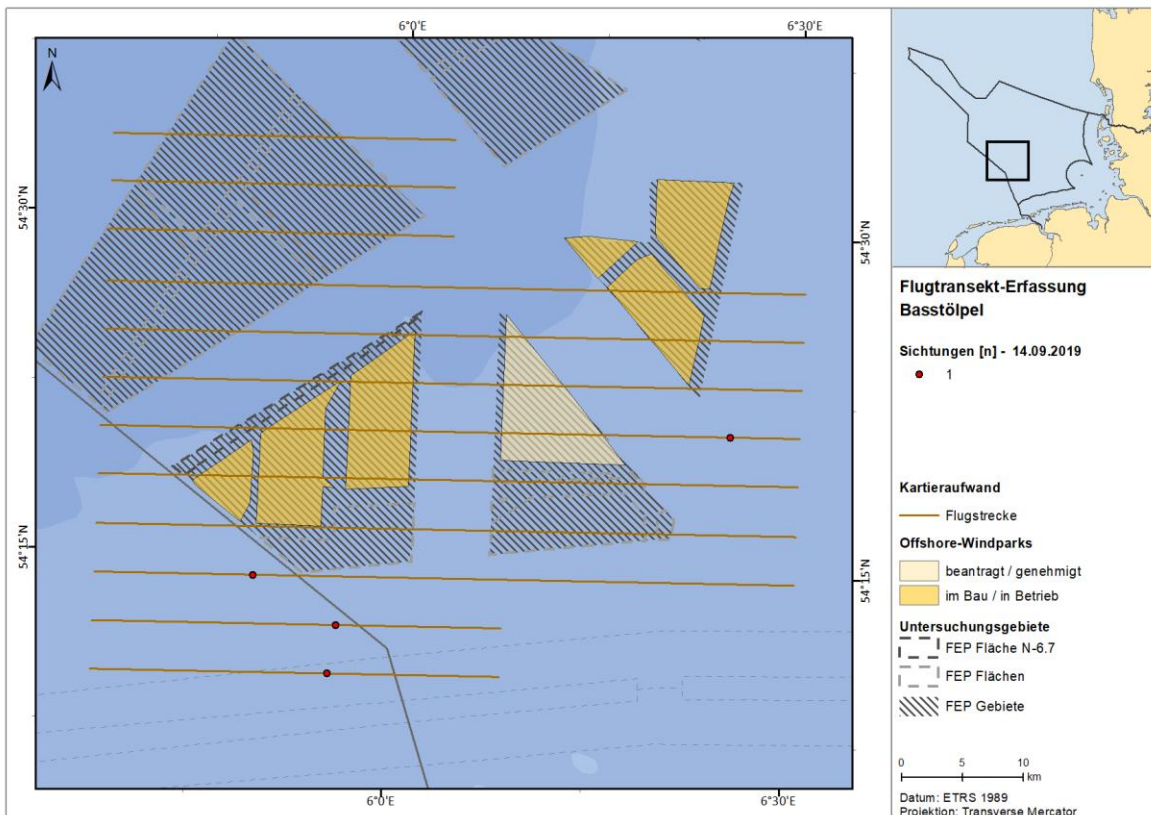 6°0'E
6°30'E
N
54°30'N
54°30'N
54°15'N
54°15'N
6°0'E
6°30'E
Flugtransekt-Erfassung
Basstölpel
Sichtungen [n] - 14.09.2019
1
Kartieraufwand
Flugstrecke
Offshore-Windparks
beantragt / genehmigt
im Bau / in Betrieb
Untersuchungsgebiete
FEP Fläche N-6.7
FEP Flächen
FEP Gebiete
0 5 10
km
Datum: ETRS 1989
Projektion: Transverse Mercator